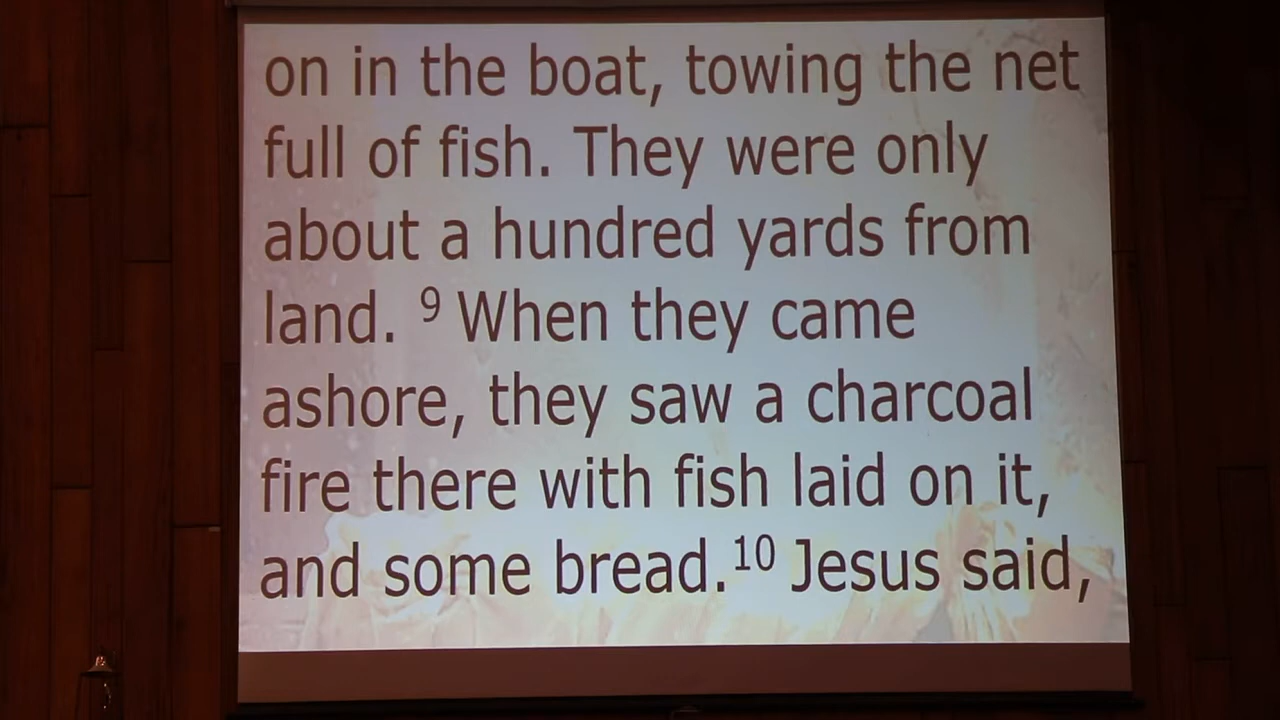 on in the boat, towing the net
full of fish. They were only
about a hundred yards from
land. 9 When they came
ashore, they saw a charcoal
fire there with fish laid on it,
and some bread.10 Jesus said,